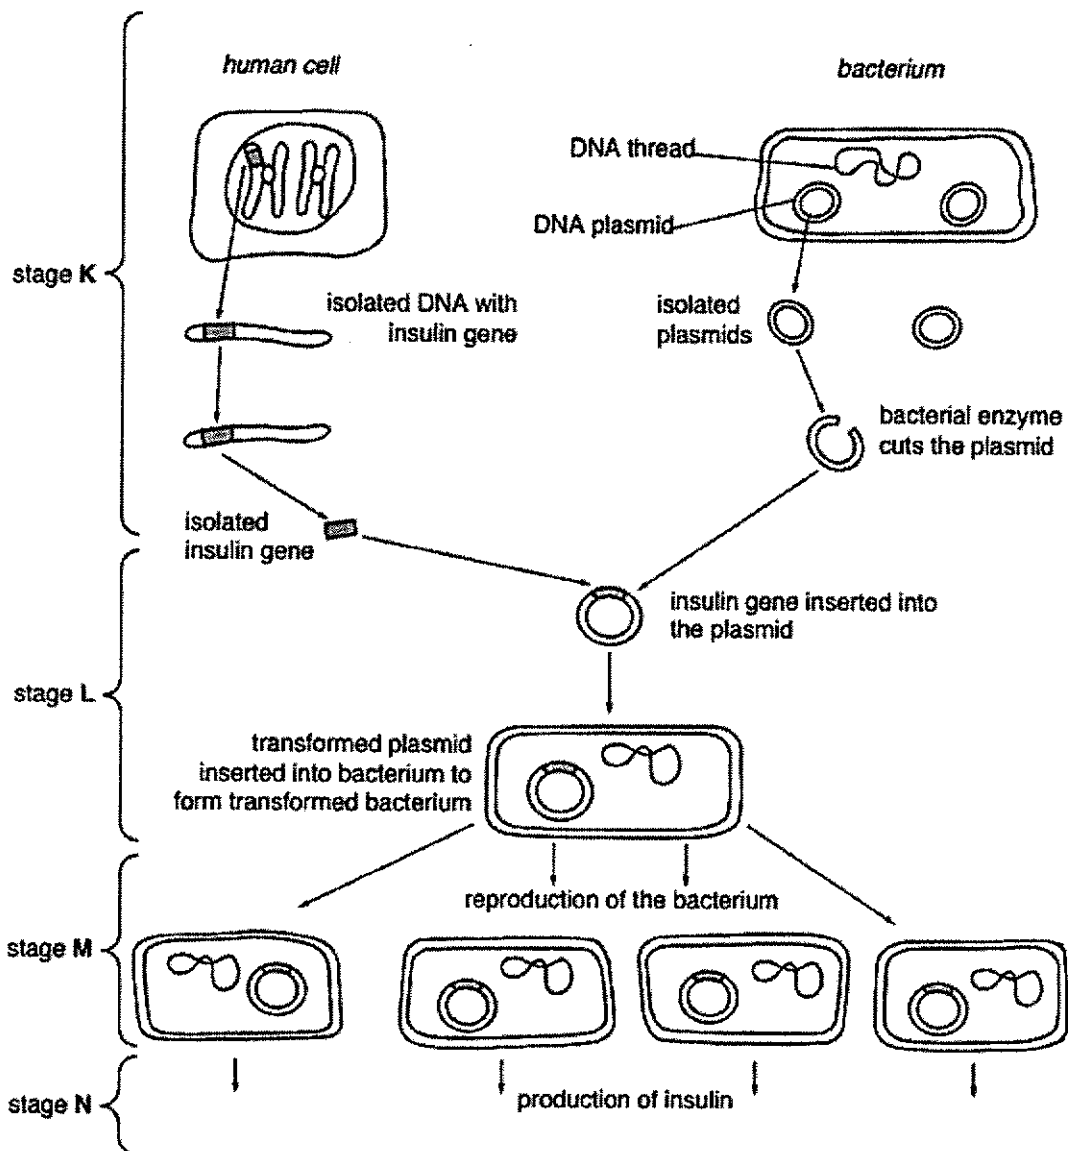 human cell
bacterium
DNA thread
DNA plasmid
stage K
isolated DNA with
insulin gene
isolated
plasmids
bacterial enzyme
cuts the plasmid
isolated
insulin gene
insulin gene inserted into
the plasmid
stage L
transformed plasmid
inserted into bacterium to
form transformed bacterium
reproduction of the bacterium
stage M
production of insulin
stage N